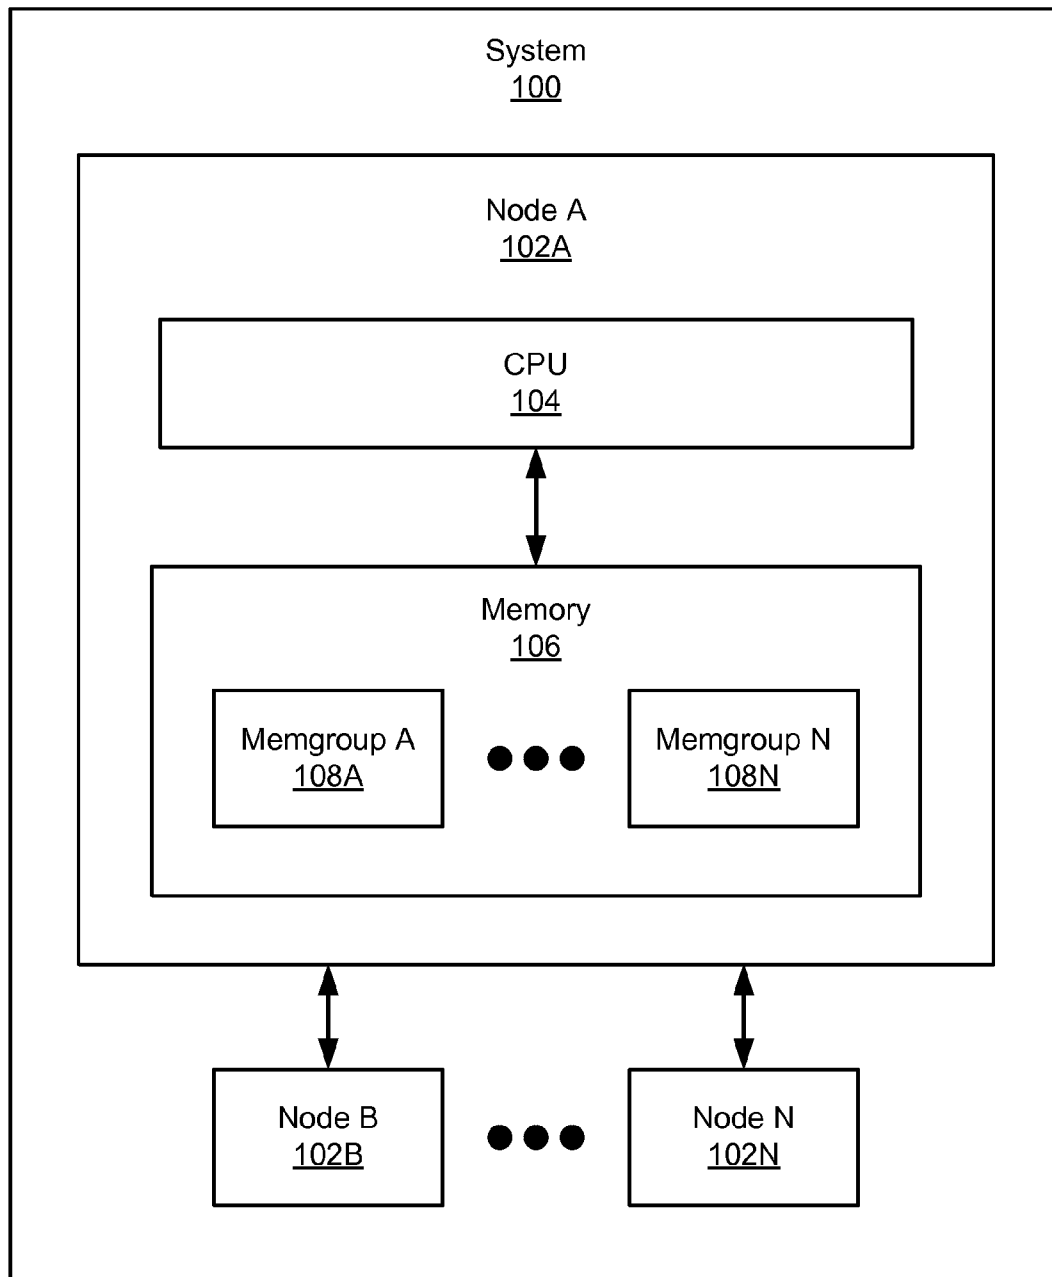 System
100
Node A
102A
CPU
104
Memory
106
Memgroup A
108A
Memgroup N
108N
Node B
102B
Node N
102N